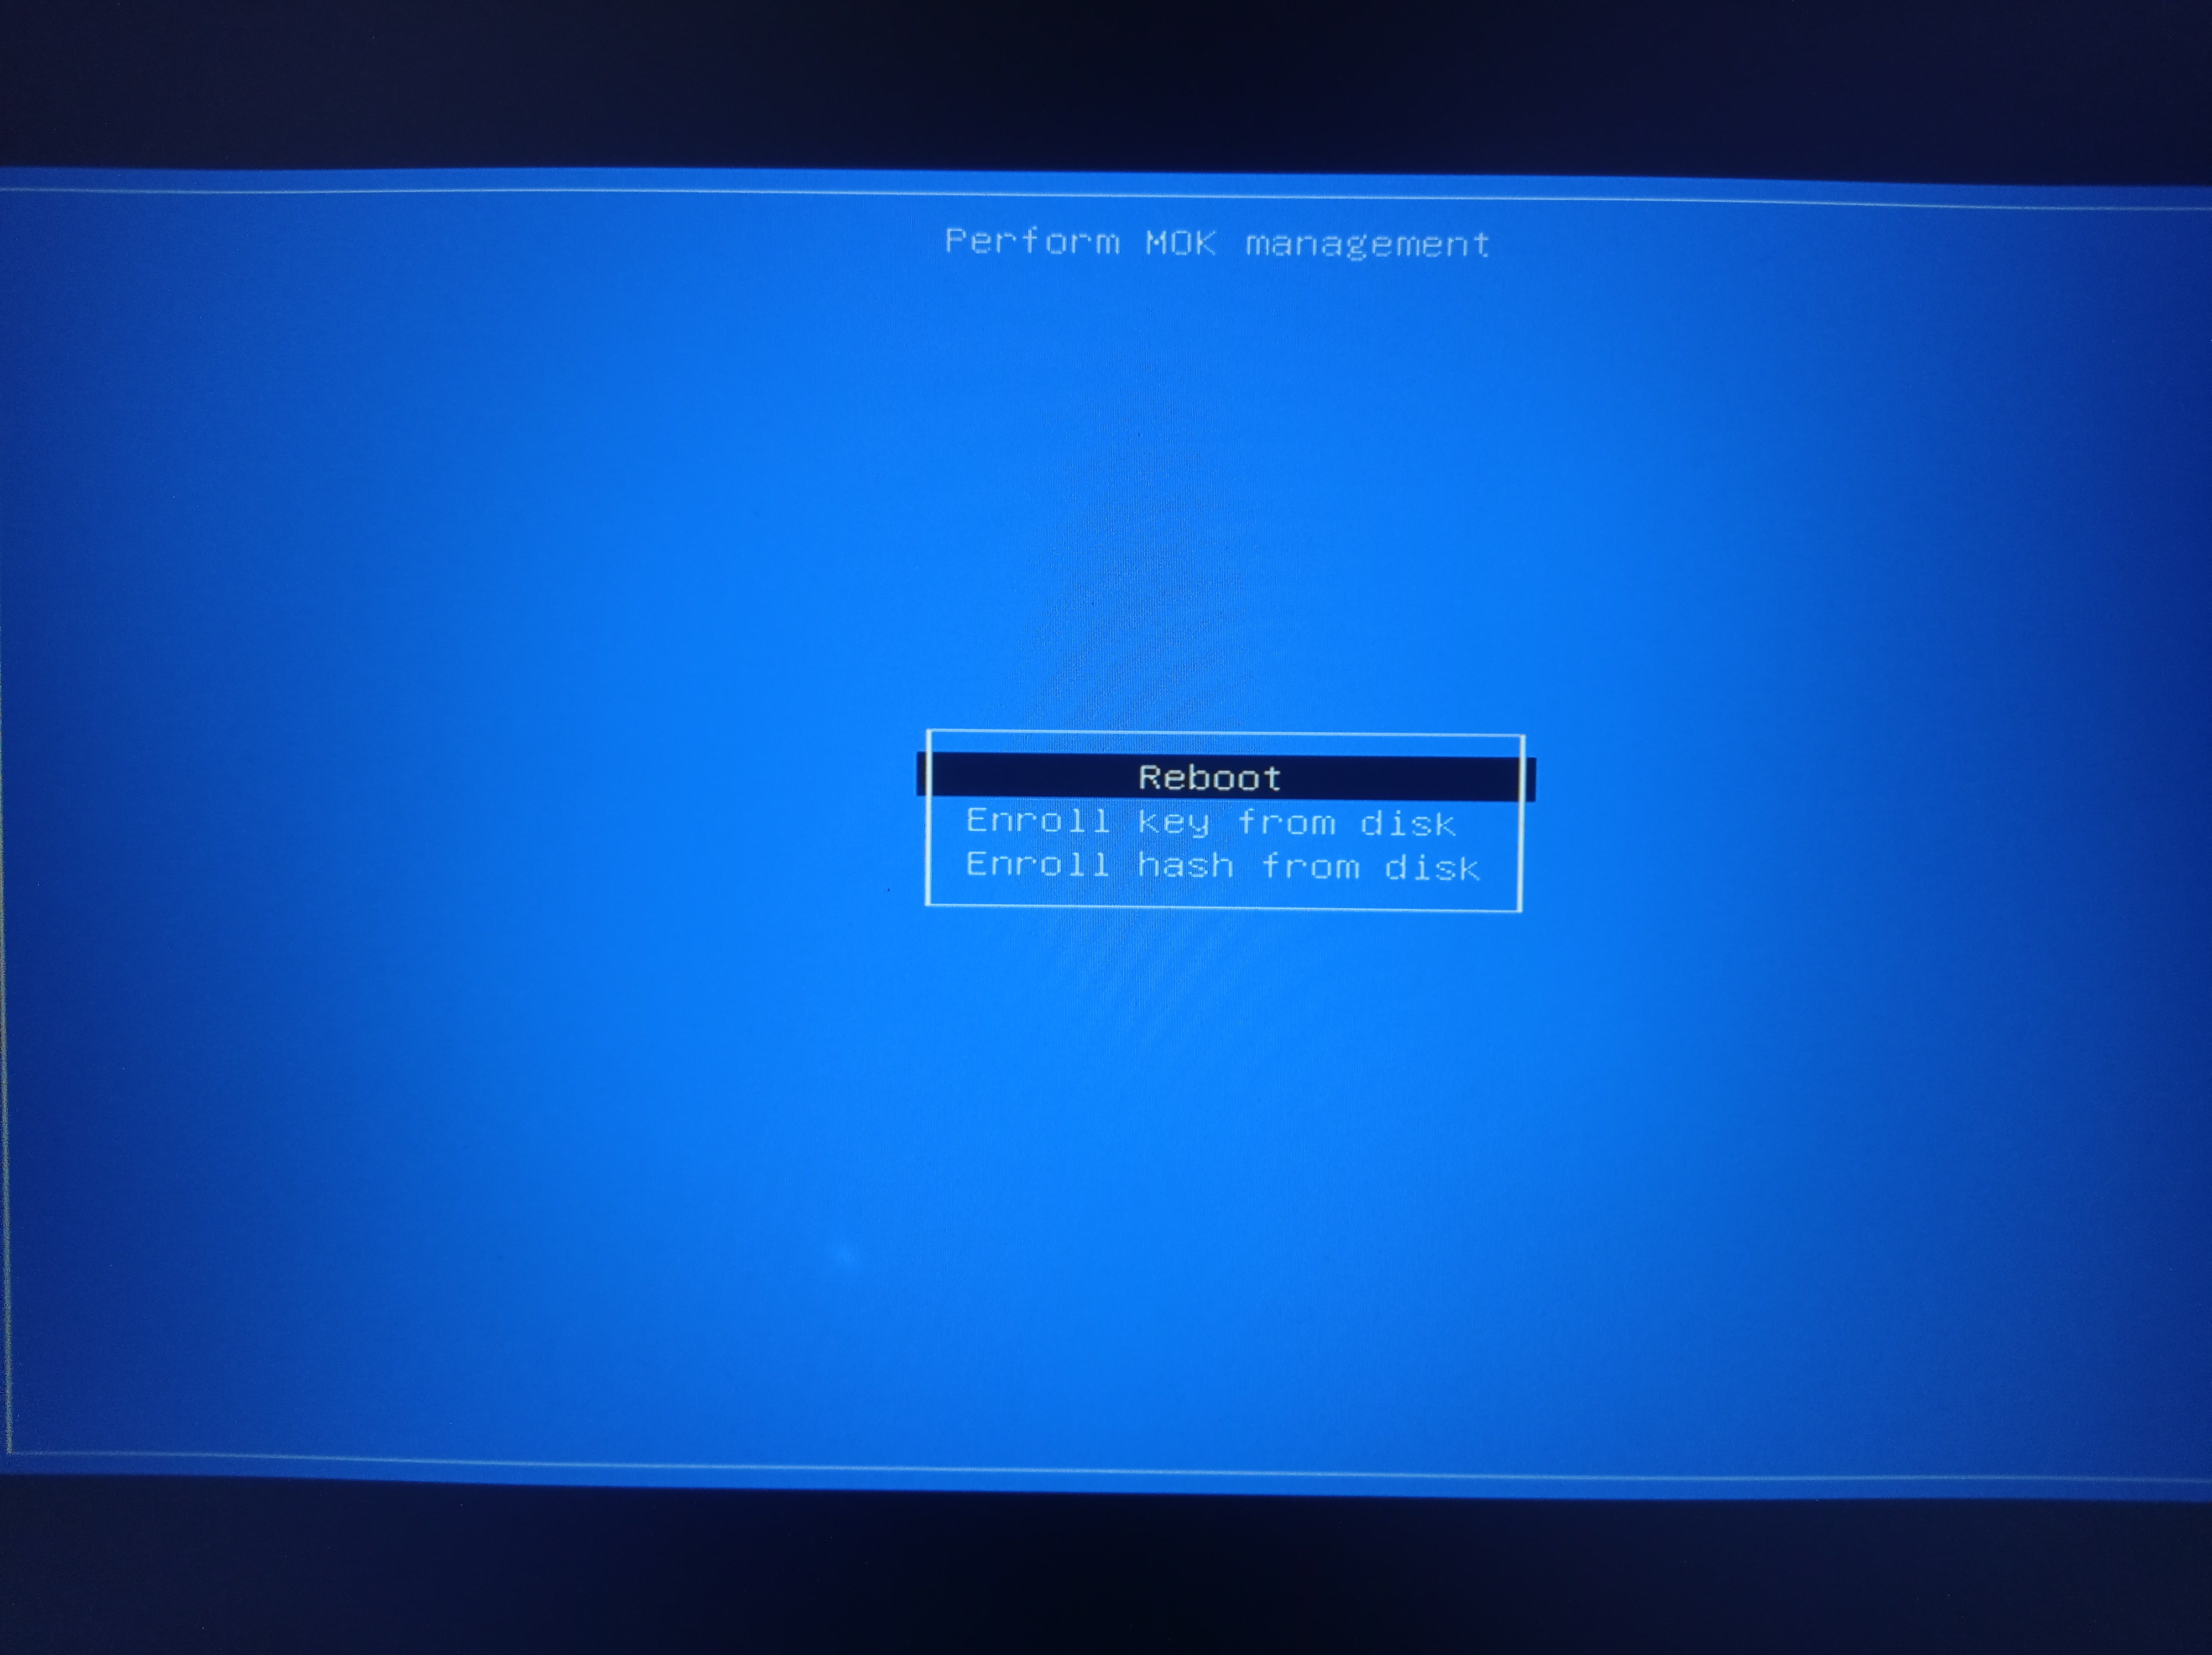 Perform MOK management
Reboot
Enroll key from disk
Enroll hash from disk